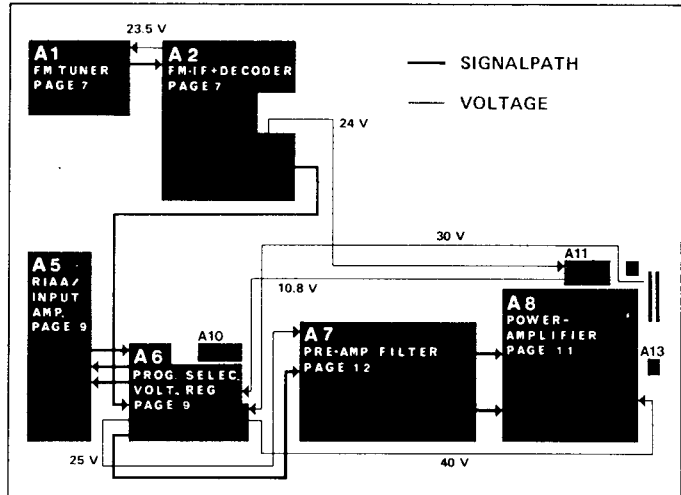 23.5 V
A1
FM TUNER
PAGE 7
A2
FM-IF+DECODER
PAGE 7
SIGNALPATH
VOLTAGE
24 V
30 V
A5
RIAA/
INPUT
AMP.
PAGE 9
10.8 V
A11
A10
A6
PROG. SELEC.
VOLT. REG
PAGE 9
A7
PRE-AMP FILTER
PAGE 12
A8
POWER-
AMPLIFIER
PAGE 11
A13
25 V
40 V